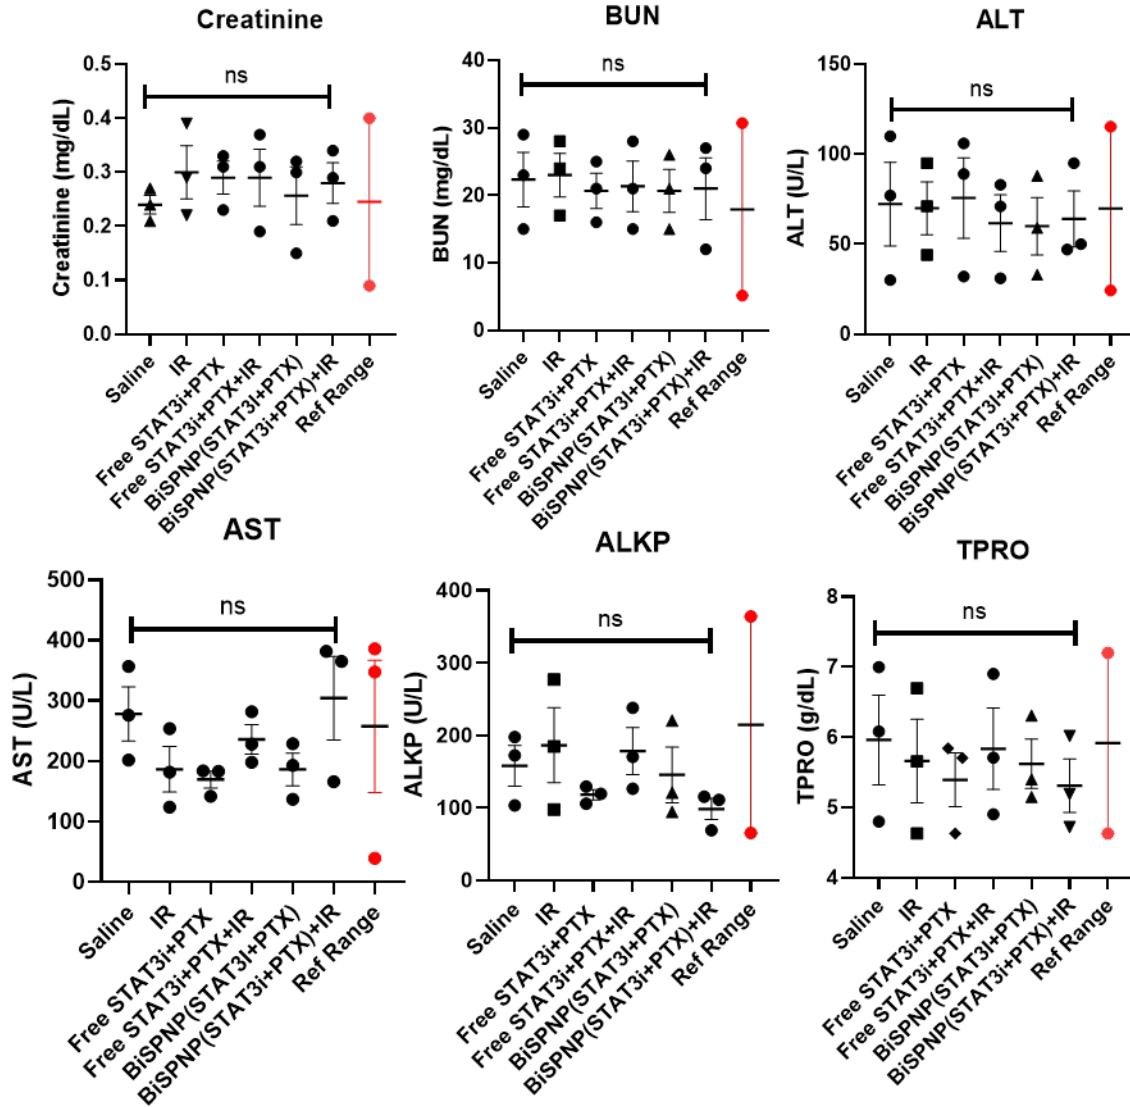 Creatinine
BUN
ALT
Creatinine (mg/dL)
0.5
0.4
0.3
0.2
0.1
0.0
ns
Saline
IR
Free STAT3i+PTX
Free STAT3i+PTX+IR
BiSPNP(STAT3i+PTX)
BiSPNP(STAT3i+PTX)+IR
Ref Range
BUN (mg/dL)
40
30
20
10
0
ns
Saline
IR
Free STAT3i+PTX
Free STAT3i+PTX+IR
BiSPNP(STAT3i+PTX)
BiSPNP(STAT3i+PTX)+IR
Ref Range
ALT (U/L)
150
100
50
0
ns
Saline
IR
Free STAT3i+PTX
Free STAT3i+PTX+IR
BiSPNP(STAT3i+PTX)
BiSPNP(STAT3i+PTX)+IR
Ref Range
AST
ALKP
TPRO
AST (U/L)
500
400
300
200
100
0
ns
Saline
IR
Free STAT3i+PTX
Free STAT3i+PTX+IR
BiSPNP(STAT3i+PTX)
BiSPNP(STAT3i+PTX)+IR
Ref Range
ALKP (U/L)
400
300
200
100
0
ns
Saline
IR
Free STAT3i+PTX
Free STAT3i+PTX+IR
BiSPNP(STAT3i+PTX)
BiSPNP(STAT3i+PTX)+IR
Ref Range
TPRO (g/dL)
8
7
6
5
4
ns
Saline
IR
Free STAT3i+PTX
Free STAT3i+PTX+IR
BiSPNP(STAT3i+PTX)
BiSPNP(STAT3i+PTX)+IR
Ref Range